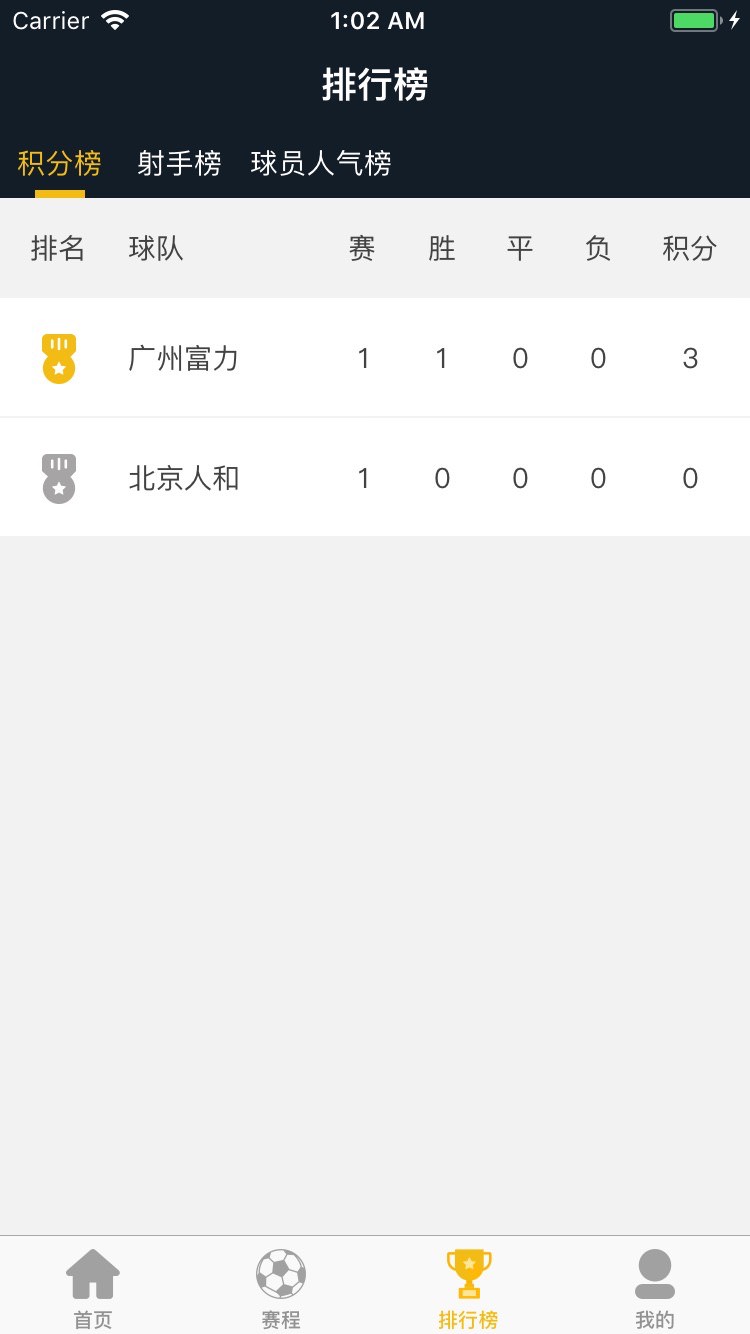 Carrier 1:02 AM
排行榜
积分榜 射手榜 球员人气榜
排名 球队 赛 胜 平 负 积分
广州富力 1 1 0 0 3
北京人和 1 0 0 0 0
首页 赛程 排行榜 我的